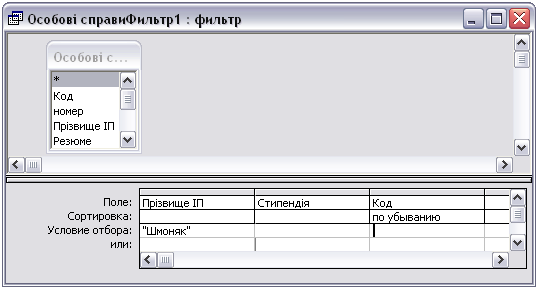 Особові справиФильтр1 : фильтр
Особові с...
*
Код
номер
Прізвище ІП
Резюме
Поле: Прізвище ІП Стипендія Код
Сортировка: по убыванию
Условие отбора: "Шмоняк"
или: